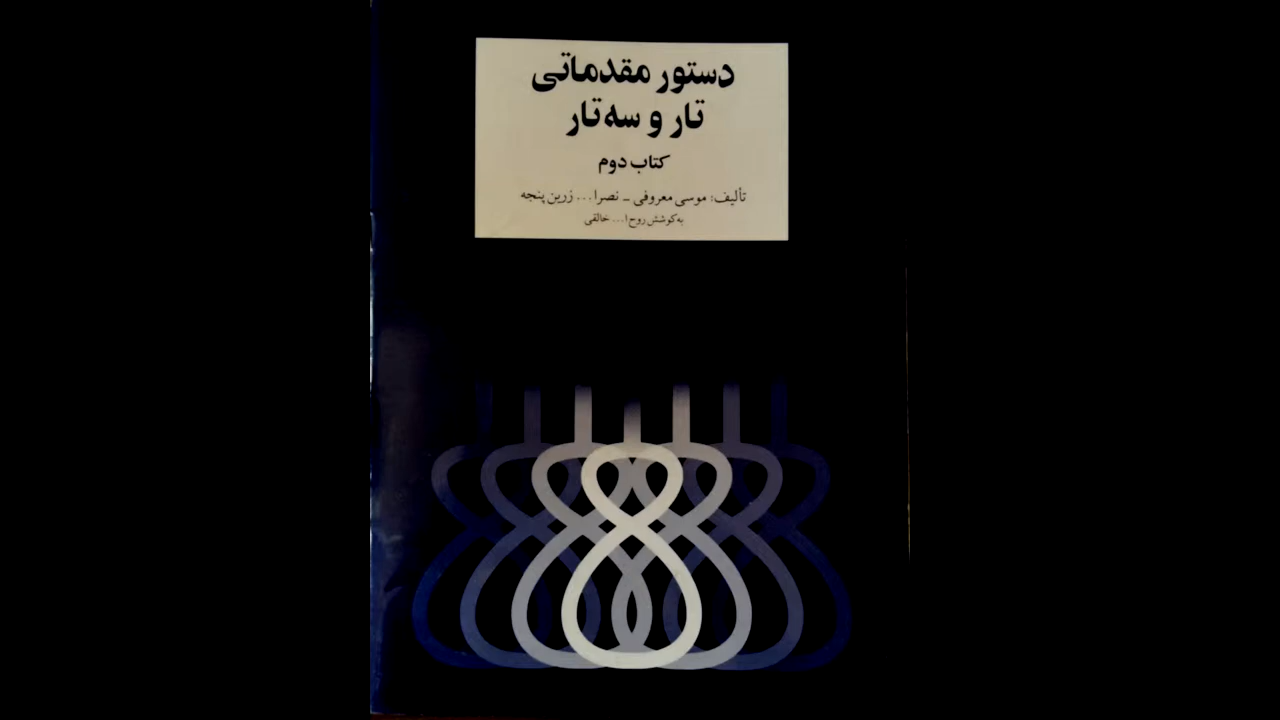 دستور مقدماتی
تار و سه‌تار
کتاب دوم
تألیف: موسی معروفی - نصرا... زرین پنجه
به‌کوشش روح ا... خالقی